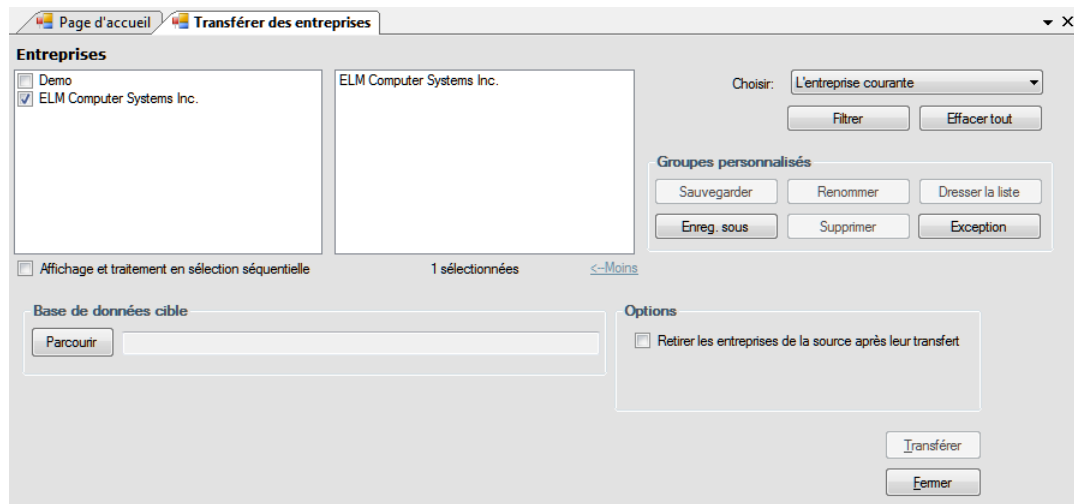 Page d'accueil Transférer des entreprises
Entreprises
Demo
ELM Computer Systems Inc.
ELM Computer Systems Inc.
Choisir: L'entreprise courante
Filtrer Effacer tout
Groupes personnalisés
Sauvegarder Renommer Dresser la liste
Enreg. sous Supprimer Exception
Affichage et traitement en sélection séquentielle 1 sélectionnées <--Moins
Base de données cible
Parcourir
Options
Retirer les entreprises de la source après leur transfert
Transférer
Fermer